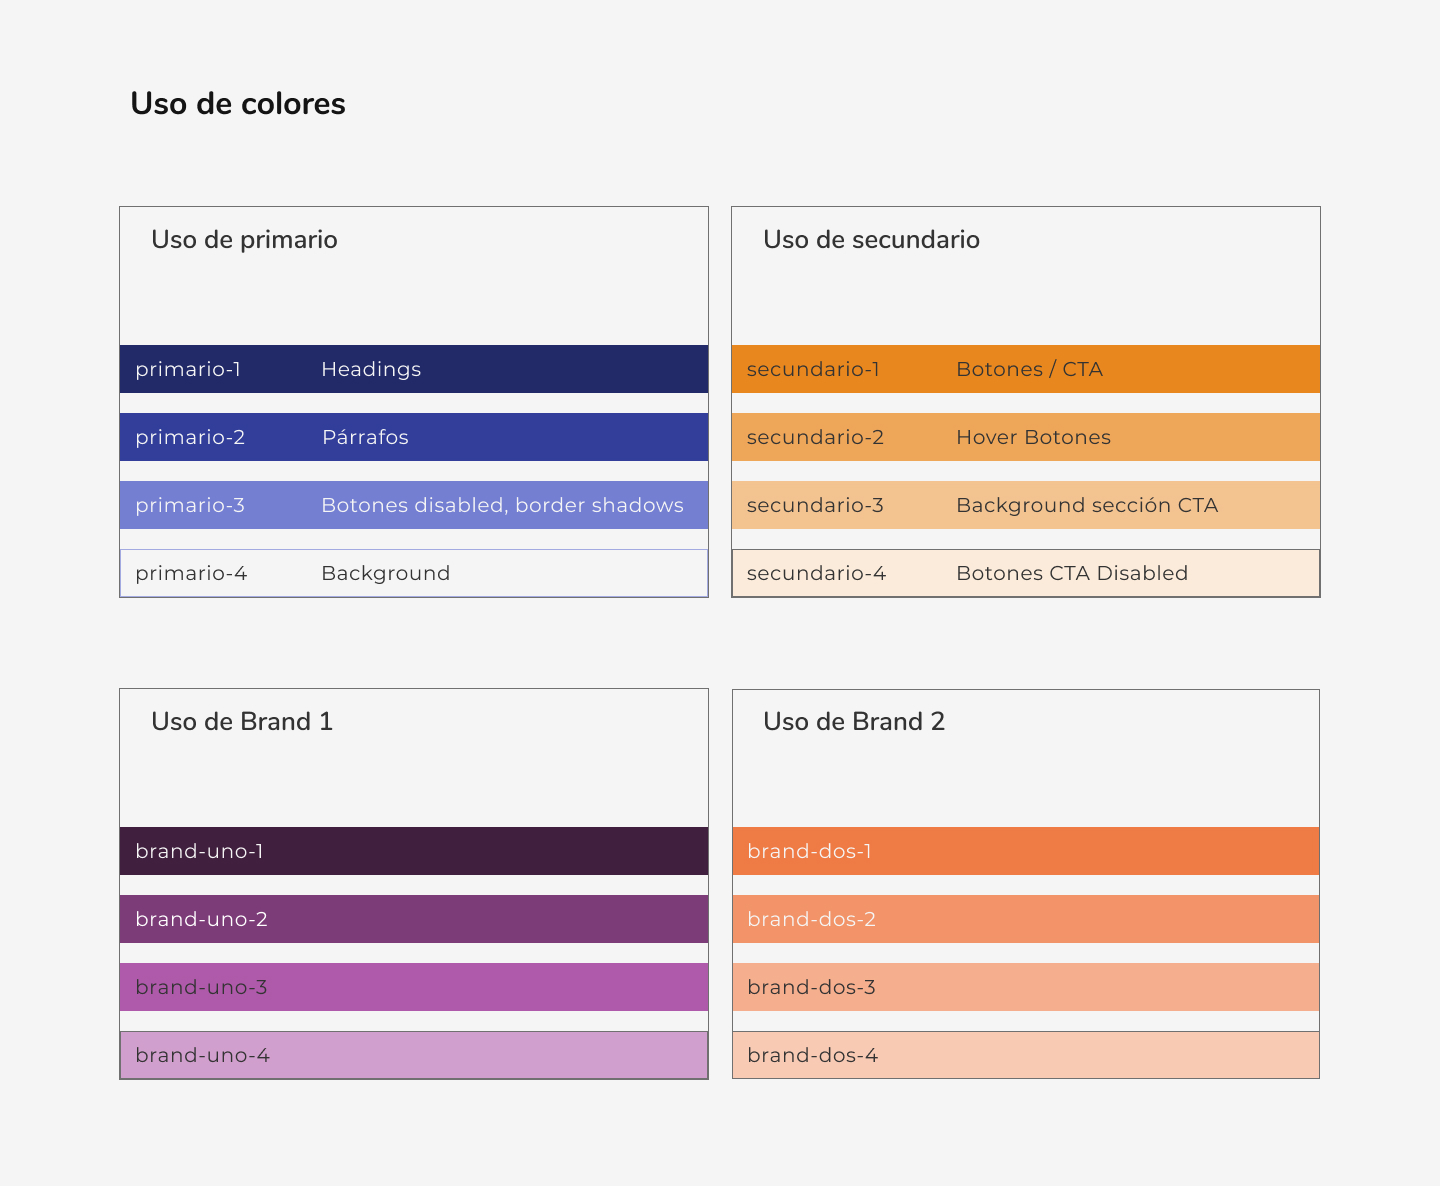 Uso de colores
Uso de primario
primario-1 Headings
primario-2 Párrafos
primario-3 Botones disabled, border shadows
primario-4 Background
Uso de secundario
secundario-1 Botones / CTA
secundario-2 Hover Botones
secundario-3 Background sección CTA
secundario-4 Botones CTA Disabled
Uso de Brand 1
brand-uno-1
brand-uno-2
brand-uno-3
brand-uno-4
Uso de Brand 2
brand-dos-1
brand-dos-2
brand-dos-3
brand-dos-4